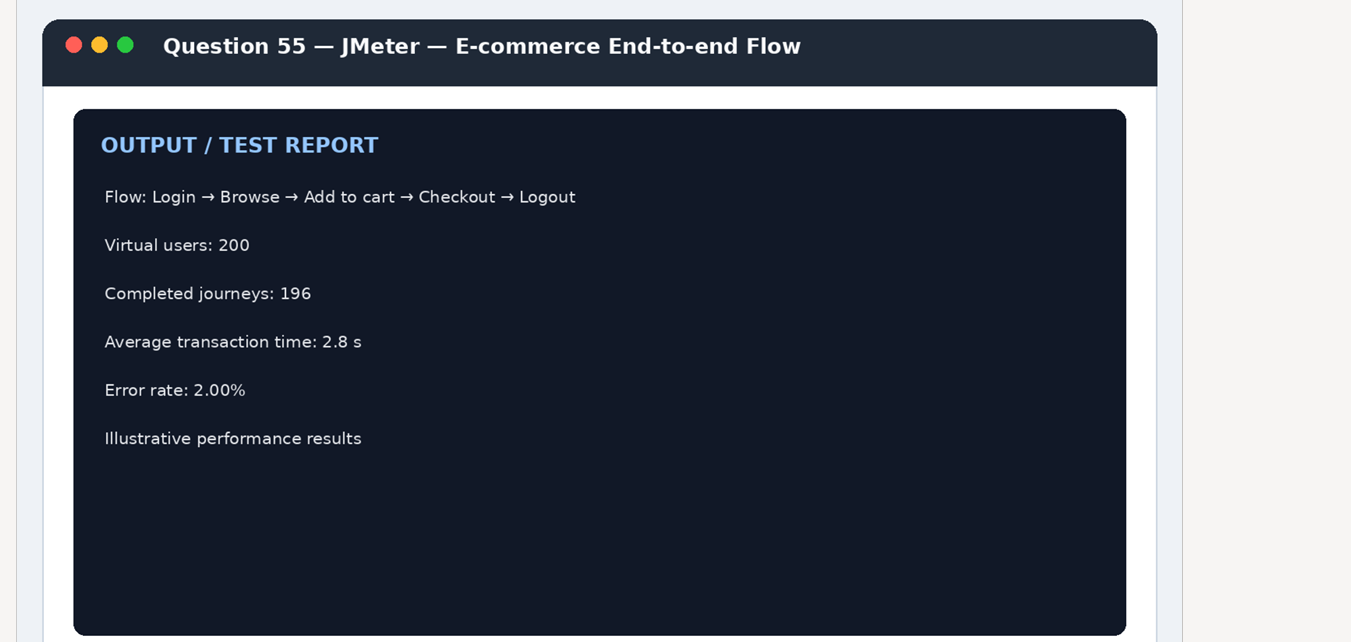 Question 55 — JMeter — E-commerce End-to-end Flow
OUTPUT / TEST REPORT
Flow: Login → Browse → Add to cart → Checkout → Logout
Virtual users: 200
Completed journeys: 196
Average transaction time: 2.8 s
Error rate: 2.00%
Illustrative performance results